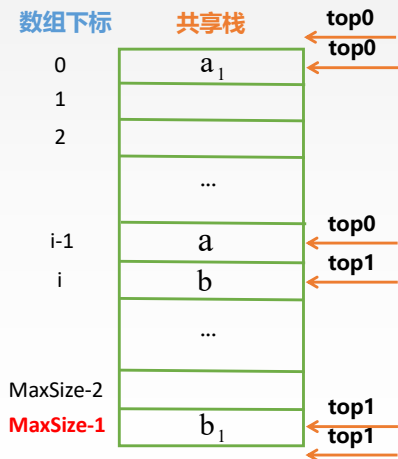 数组下标 共享栈 top0
top0
0 a1
1
2
...
top0
i-1 a
top1
i b
...
MaxSize-2
top1
MaxSize-1 b1
top1